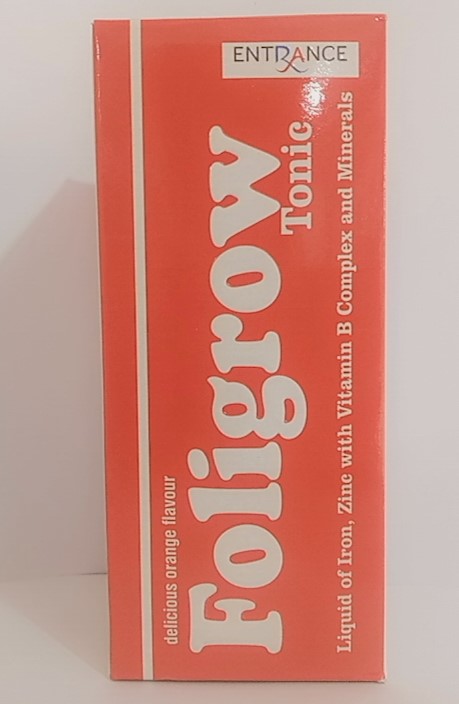 ENTRANCE
delicious orange flavour
Foligrow
Tonic
Liquid of Iron, Zinc with Vitamin B Complex and Minerals